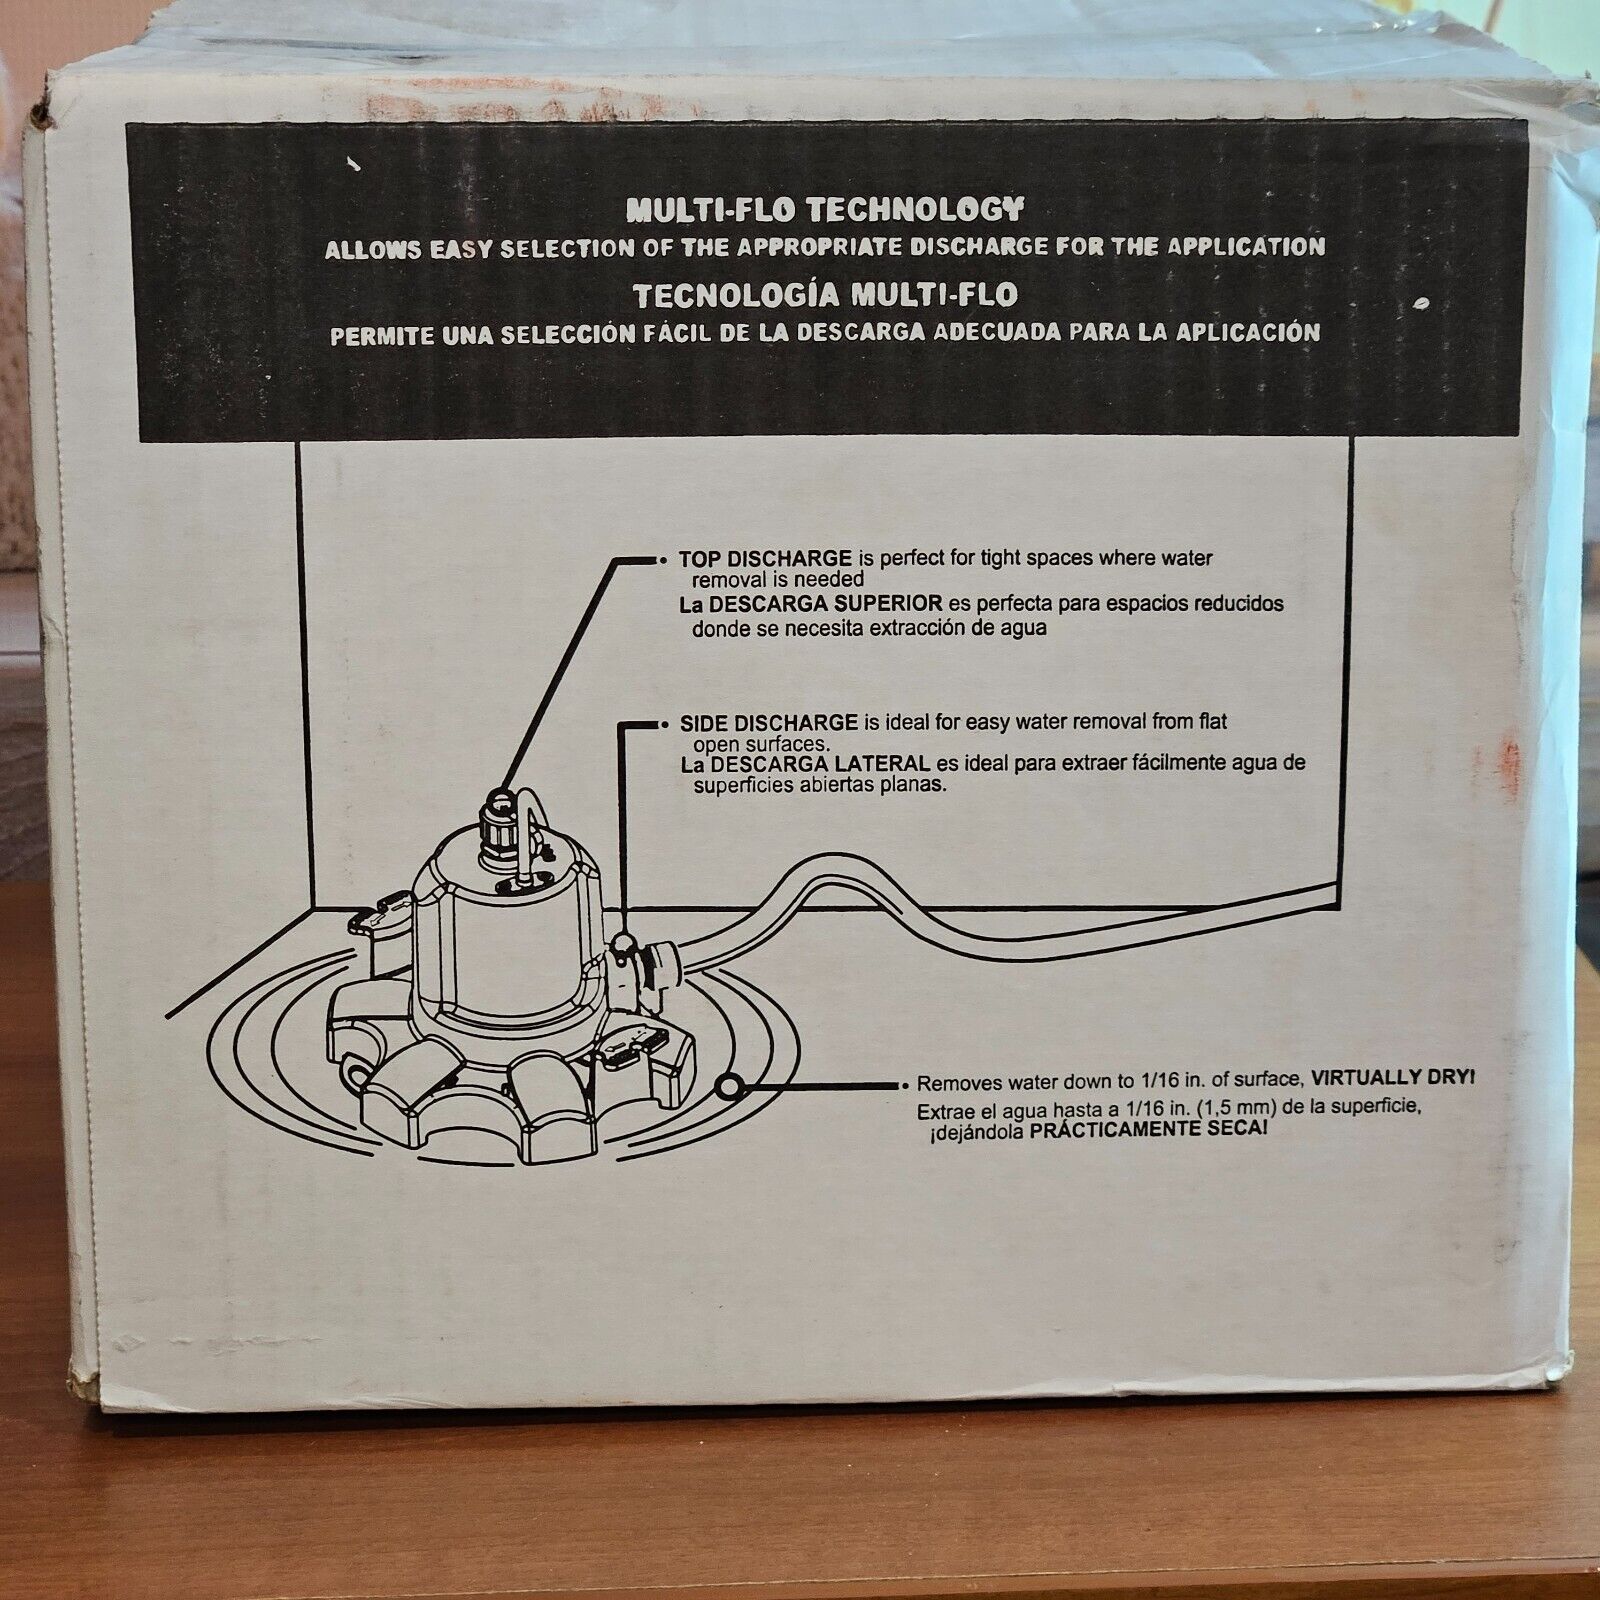 MULTI-FLO TECHNOLOGY
ALLOWS EASY SELECTION OF THE APPROPRIATE DISCHARGE FOR THE APPLICATION
TECNOLOGÍA MULTI-FLO
PERMITE UNA SELECCIÓN FÁCIL DE LA DESCARGA ADECUADA PARA LA APLICACIÓN
• TOP DISCHARGE is perfect for tight spaces where water
removal is needed
La DESCARGA SUPERIOR es perfecta para espacios reducidos
donde se necesita extracción de agua
• SIDE DISCHARGE is ideal for easy water removal from flat
open surfaces.
La DESCARGA LATERAL es ideal para extraer fácilmente agua de
superficies abiertas planas.
• Removes water down to 1/16 in. of surface, VIRTUALLY DRY!
Extrae el agua hasta a 1/16 in. (1,5 mm) de la superficie,
¡dejándola PRÁCTICAMENTE SECA!